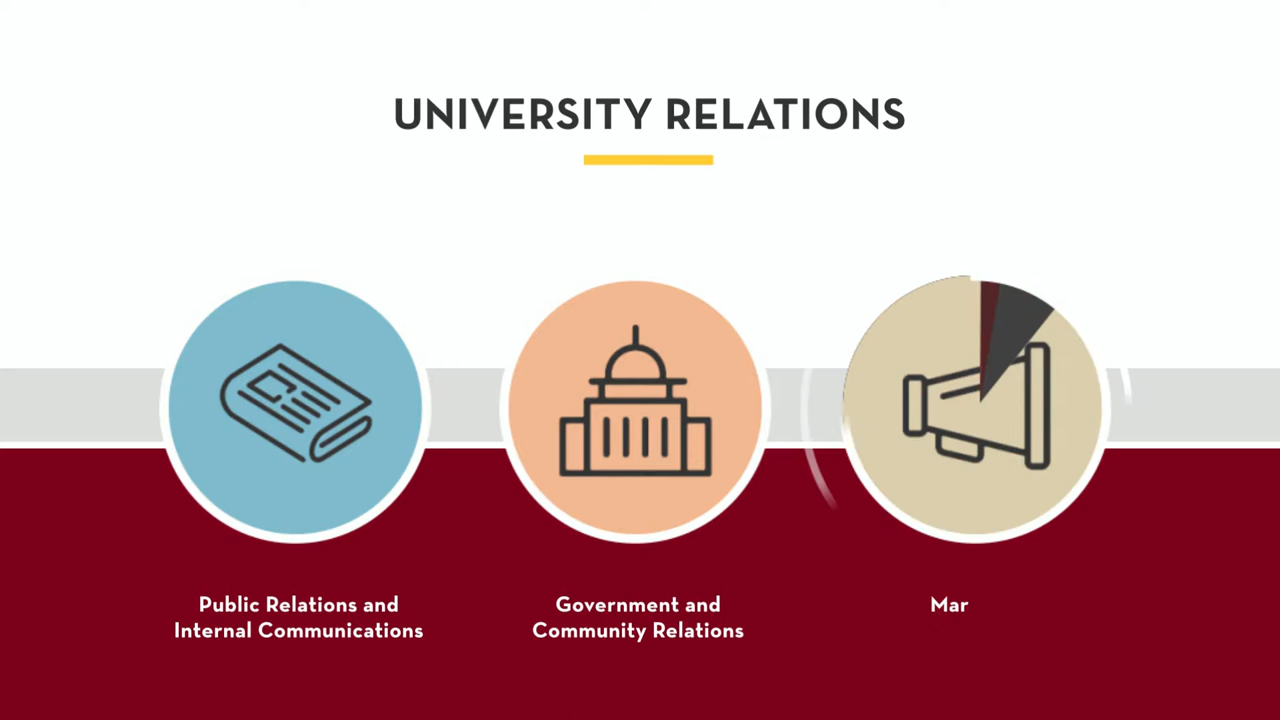 UNIVERSITY RELATIONS
Public Relations and
Internal Communications
Government and
Community Relations
Mar